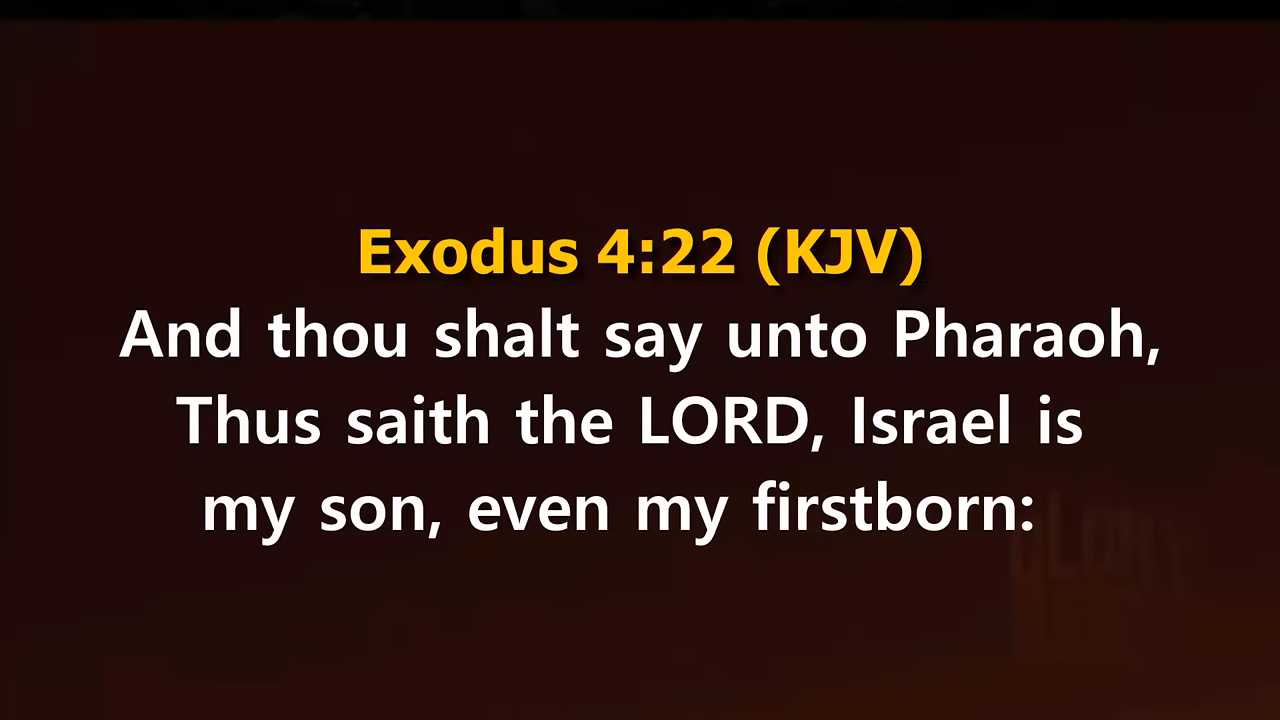 Exodus 4:22 (KJV)
And thou shalt say unto Pharaoh,
Thus saith the LORD, Israel is
my son, even my firstborn: